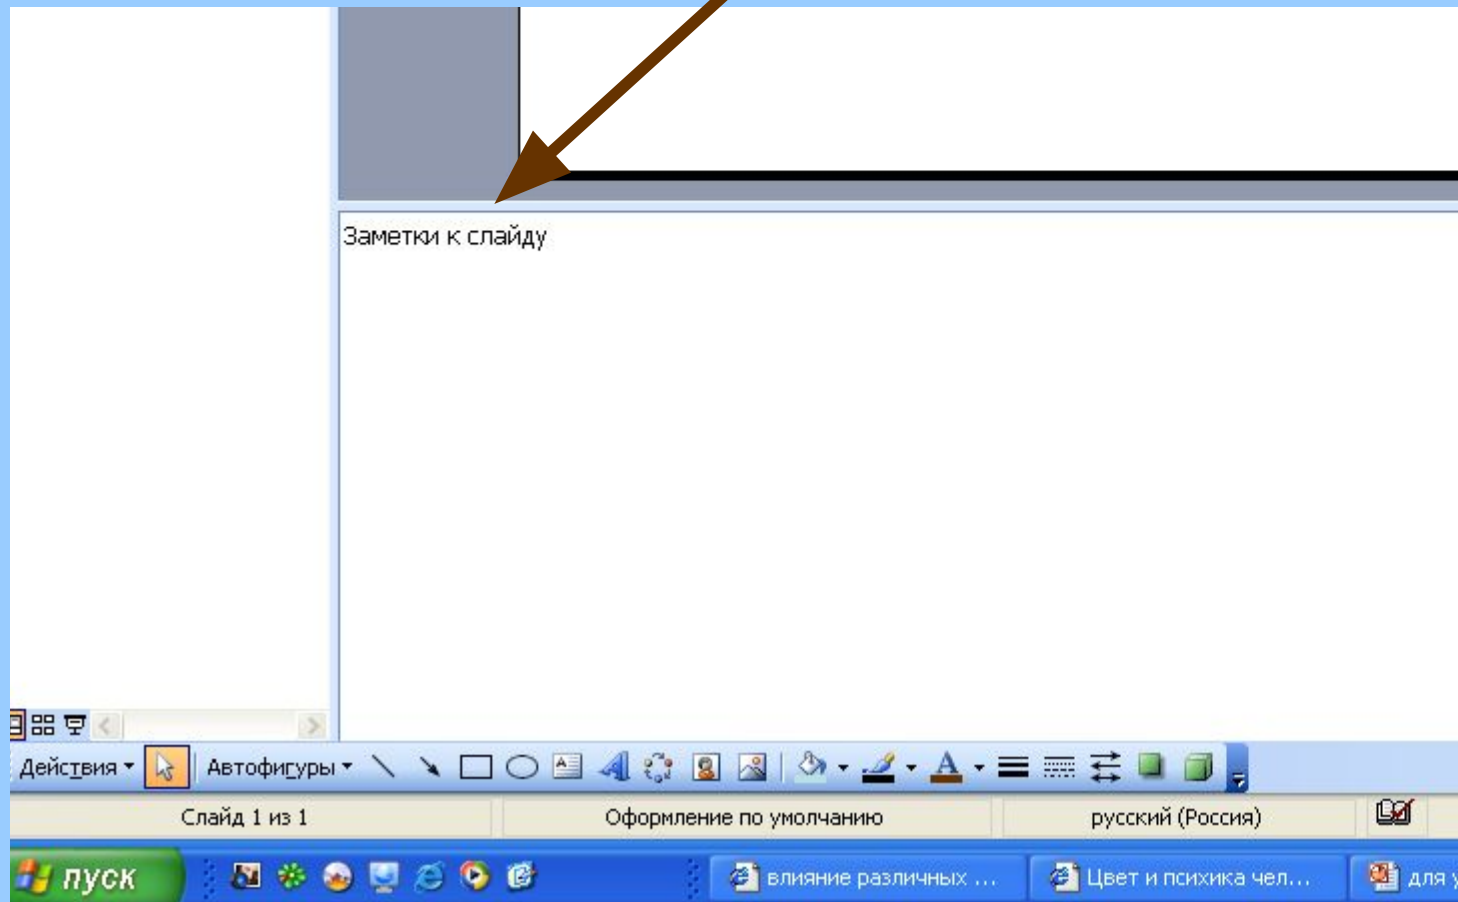 Заметки к слайду
Действия Автофигуры
Слайд 1 из 1 Оформление по умолчанию русский (Россия)
пуск влияние различных ... Цвет и психика чел... для у